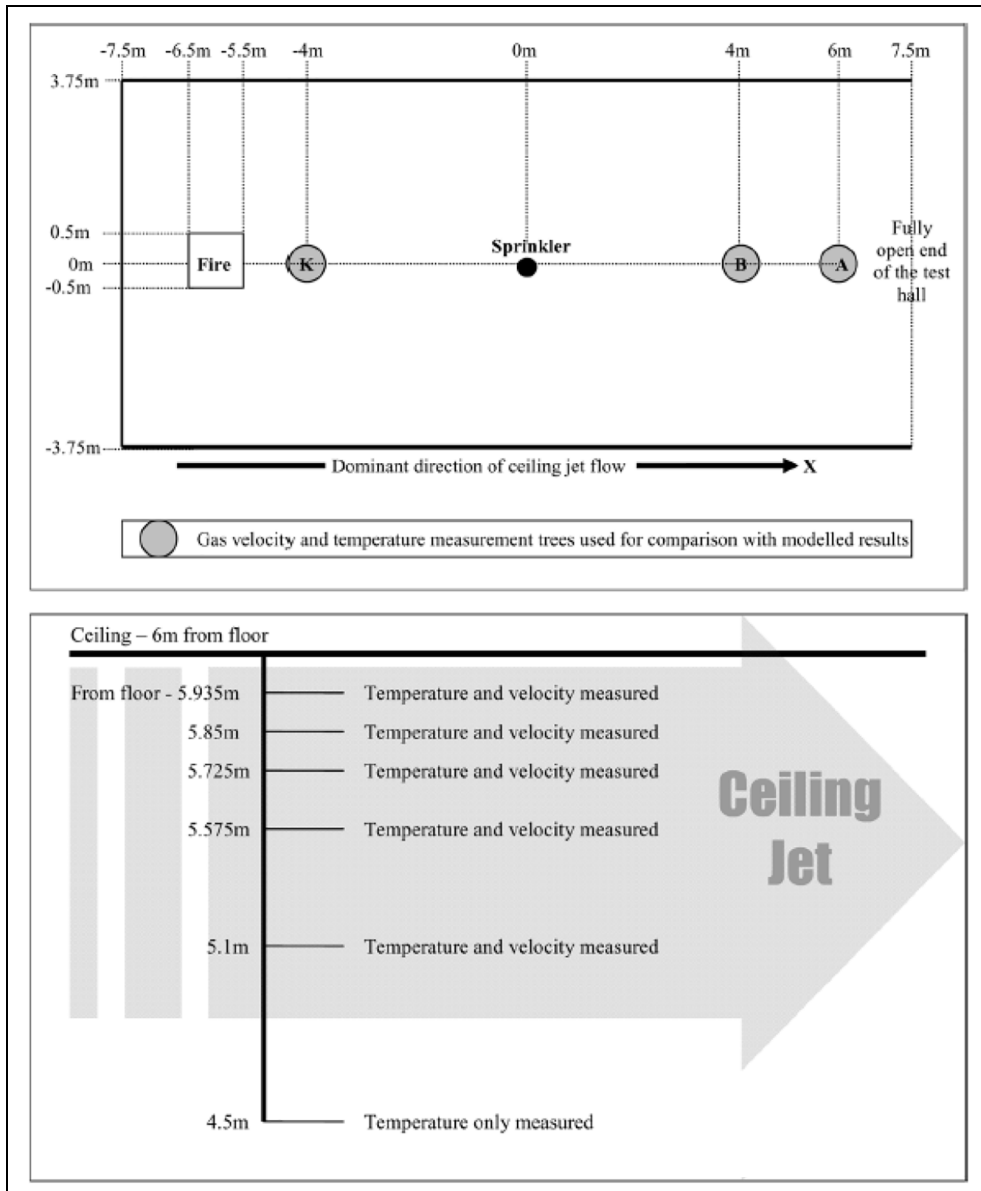 -7.5m -6.5m -5.5m -4m 0m 4m 6m 7.5m
3.75m
0.5m
0m
-0.5m
-3.75m
Fire
K
Sprinkler
B
A
Fully
open end
of the test
hall
Dominant direction of ceiling jet flow X
Gas velocity and temperature measurement trees used for comparison with modelled results
Ceiling – 6m from floor
From floor - 5.935m Temperature and velocity measured
5.85m Temperature and velocity measured
5.725m Temperature and velocity measured
5.575m Temperature and velocity measured
5.1m Temperature and velocity measured
4.5m Temperature only measured
Ceiling
Jet